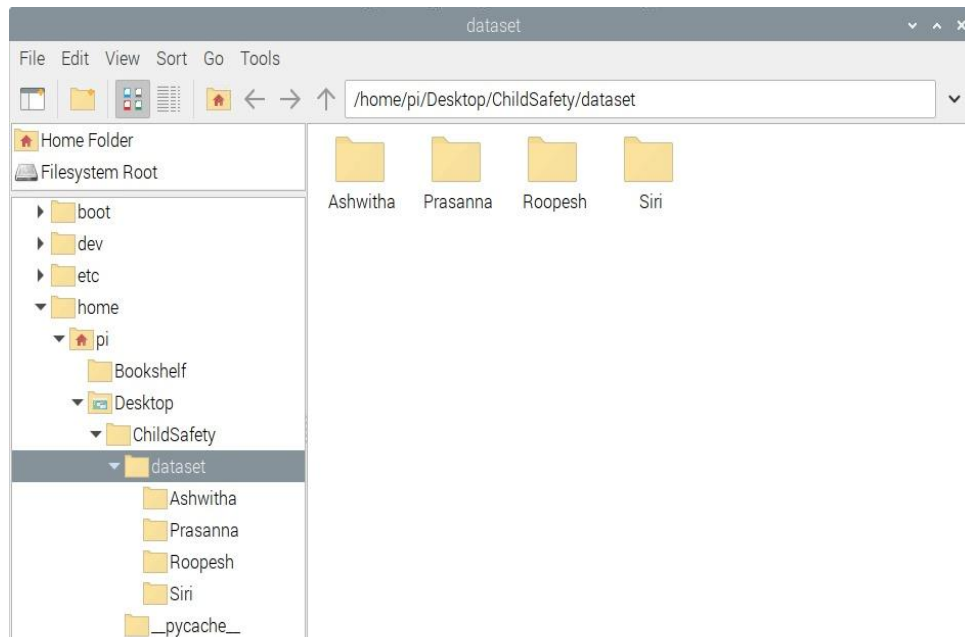 dataset
File Edit View Sort Go Tools
/home/pi/Desktop/ChildSafety/dataset
Home Folder
Filesystem Root
boot
dev
etc
home
pi
Bookshelf
Desktop
ChildSafety
dataset
Ashwitha
Prasanna
Roopesh
Siri
__pycache__
Ashwitha Prasanna Roopesh Siri